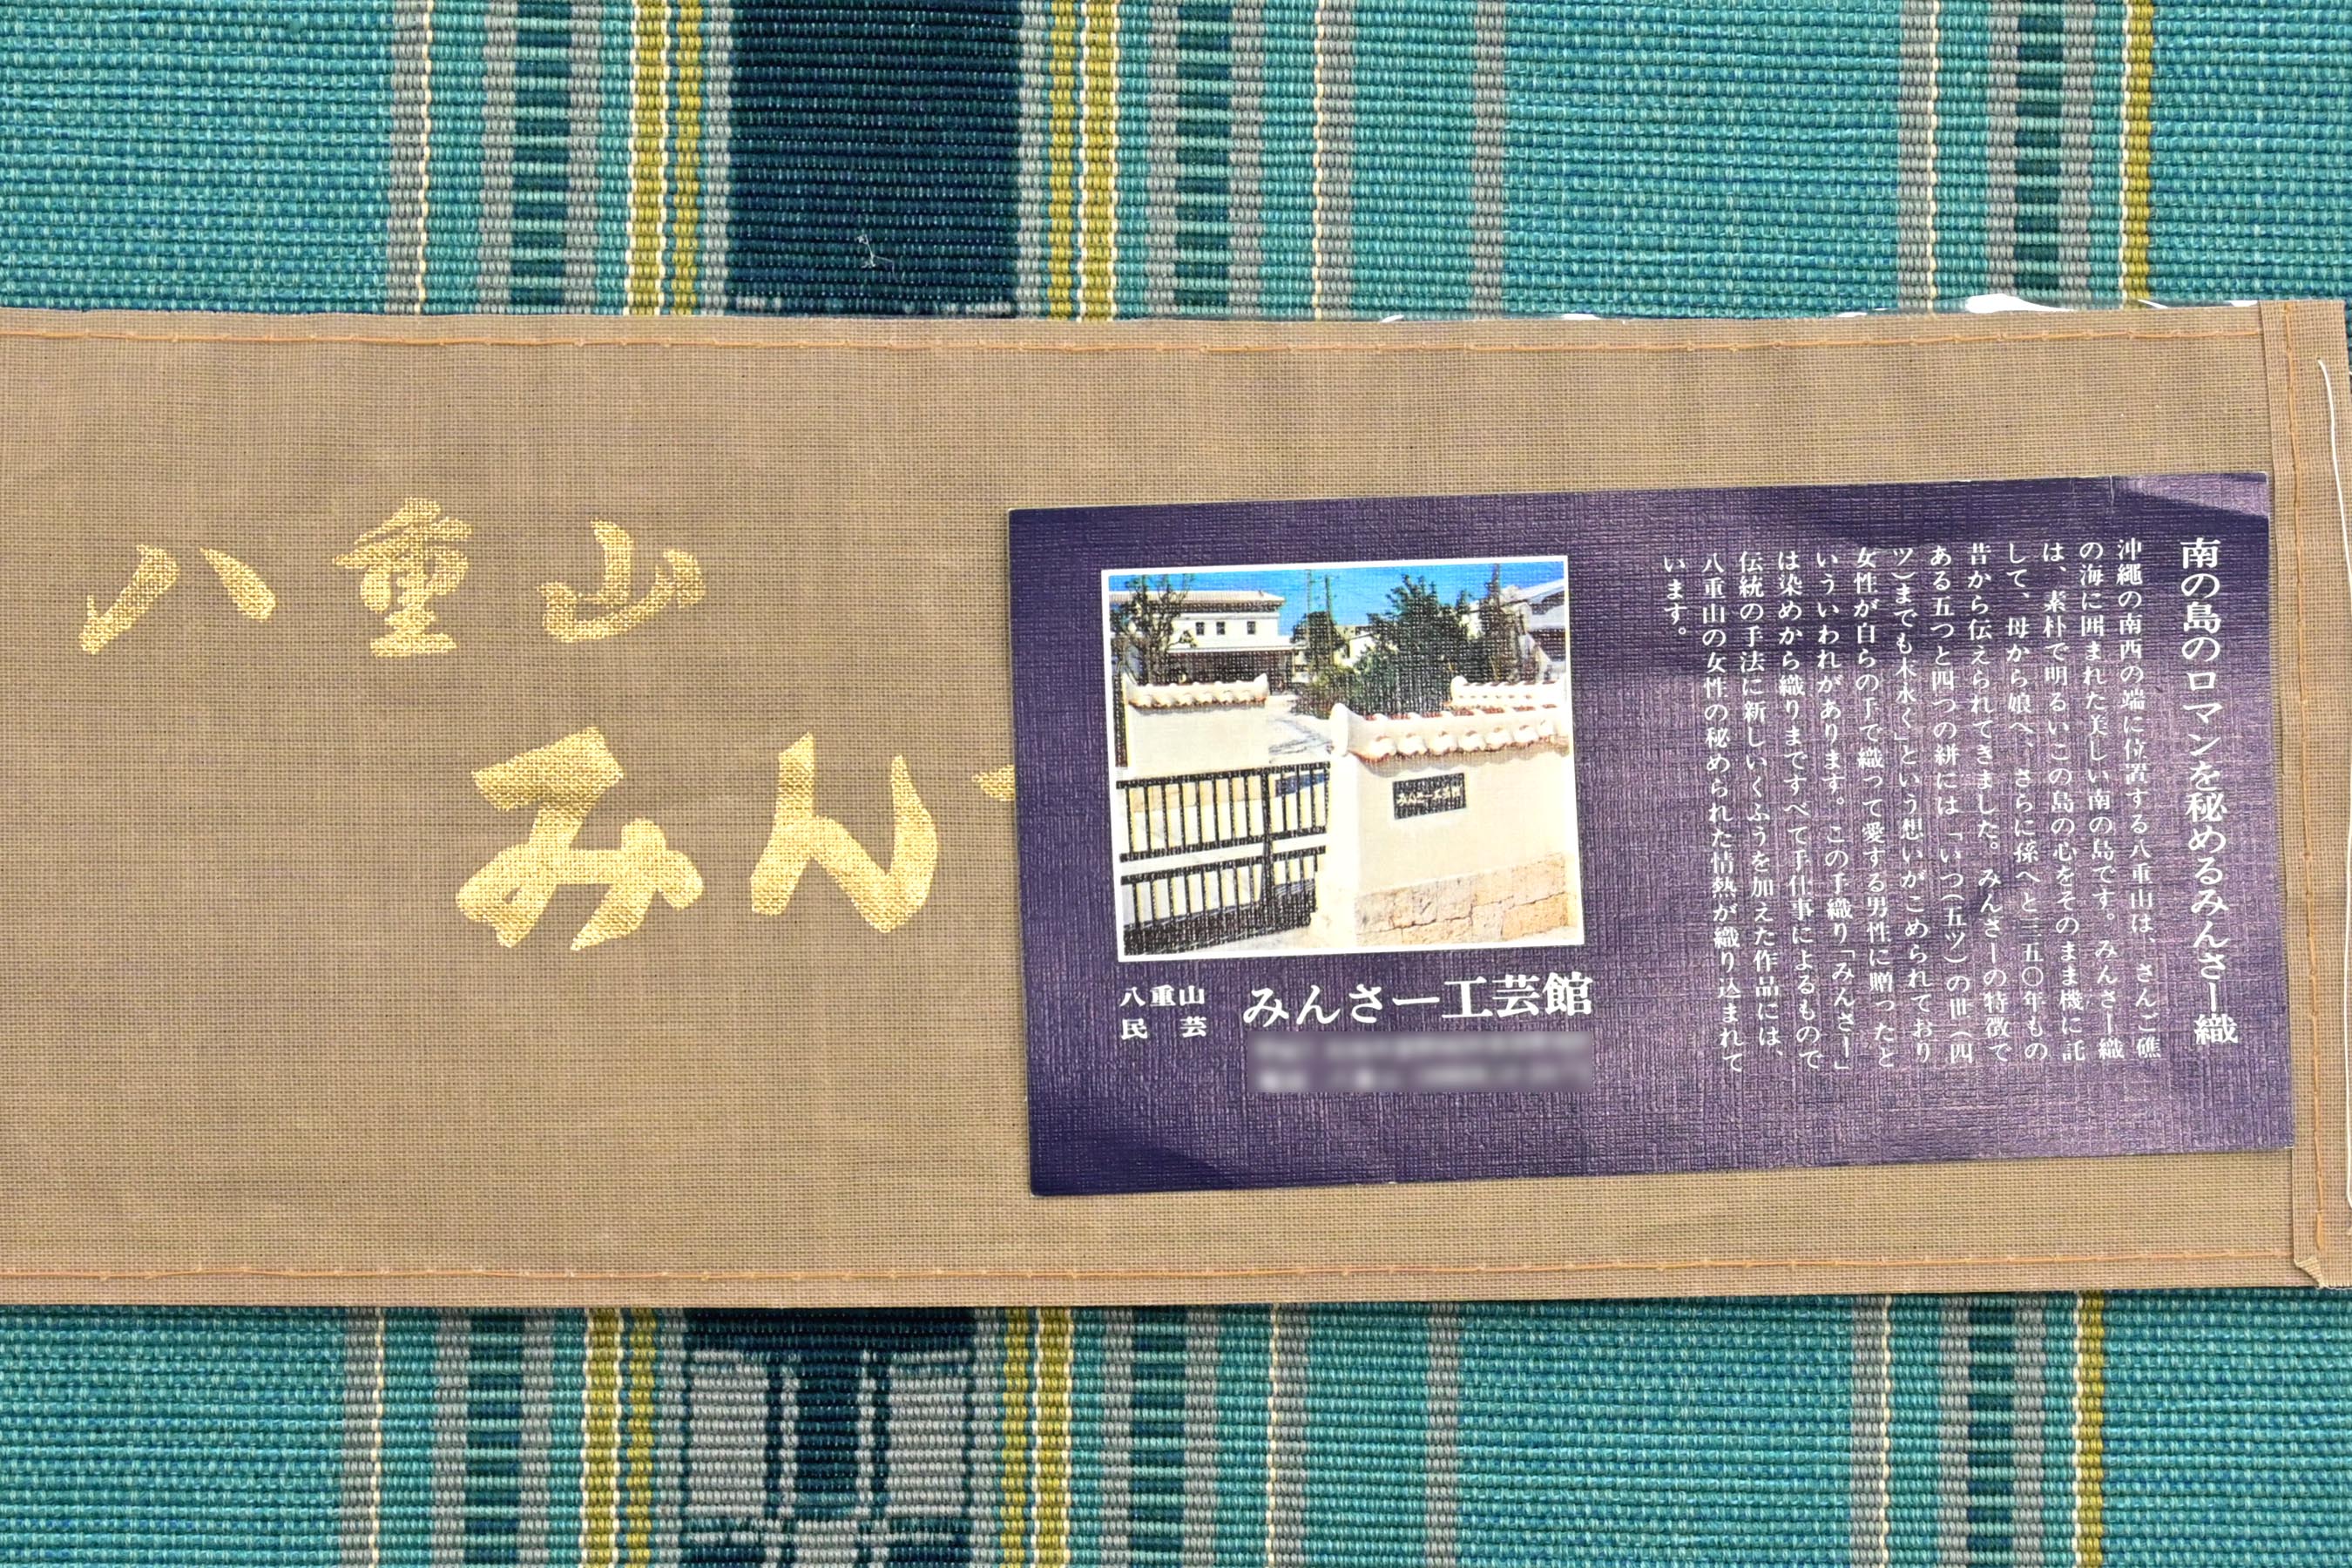 八重山
みん
南の島のロマンを秘めるみんさー織
沖縄の南西の端に位置する八重山は、さんご礁
の海に囲まれた美しい南の島です。みんさー織
は、素朴で明るいこの島の心をそのまま機に託
して、母から娘へ、さらに孫へと三五〇年もの
昔から伝えられてきました。みんさーの特徴で
ある五つと四つの絣には「いつ(五ツ)の世(四
ツ)までも末永く」という想いがこめられており
女性が自らの手で織って愛する男性に贈ったと
いういわれがあります。この手織り「みんさー」
は染めから織りまですべて手仕事によるもので
伝統の手法に新しいくふうを加えた作品には、
八重山の女性の秘められた情熱が織り込まれて
います。
八重山
民芸
みんさー工芸館